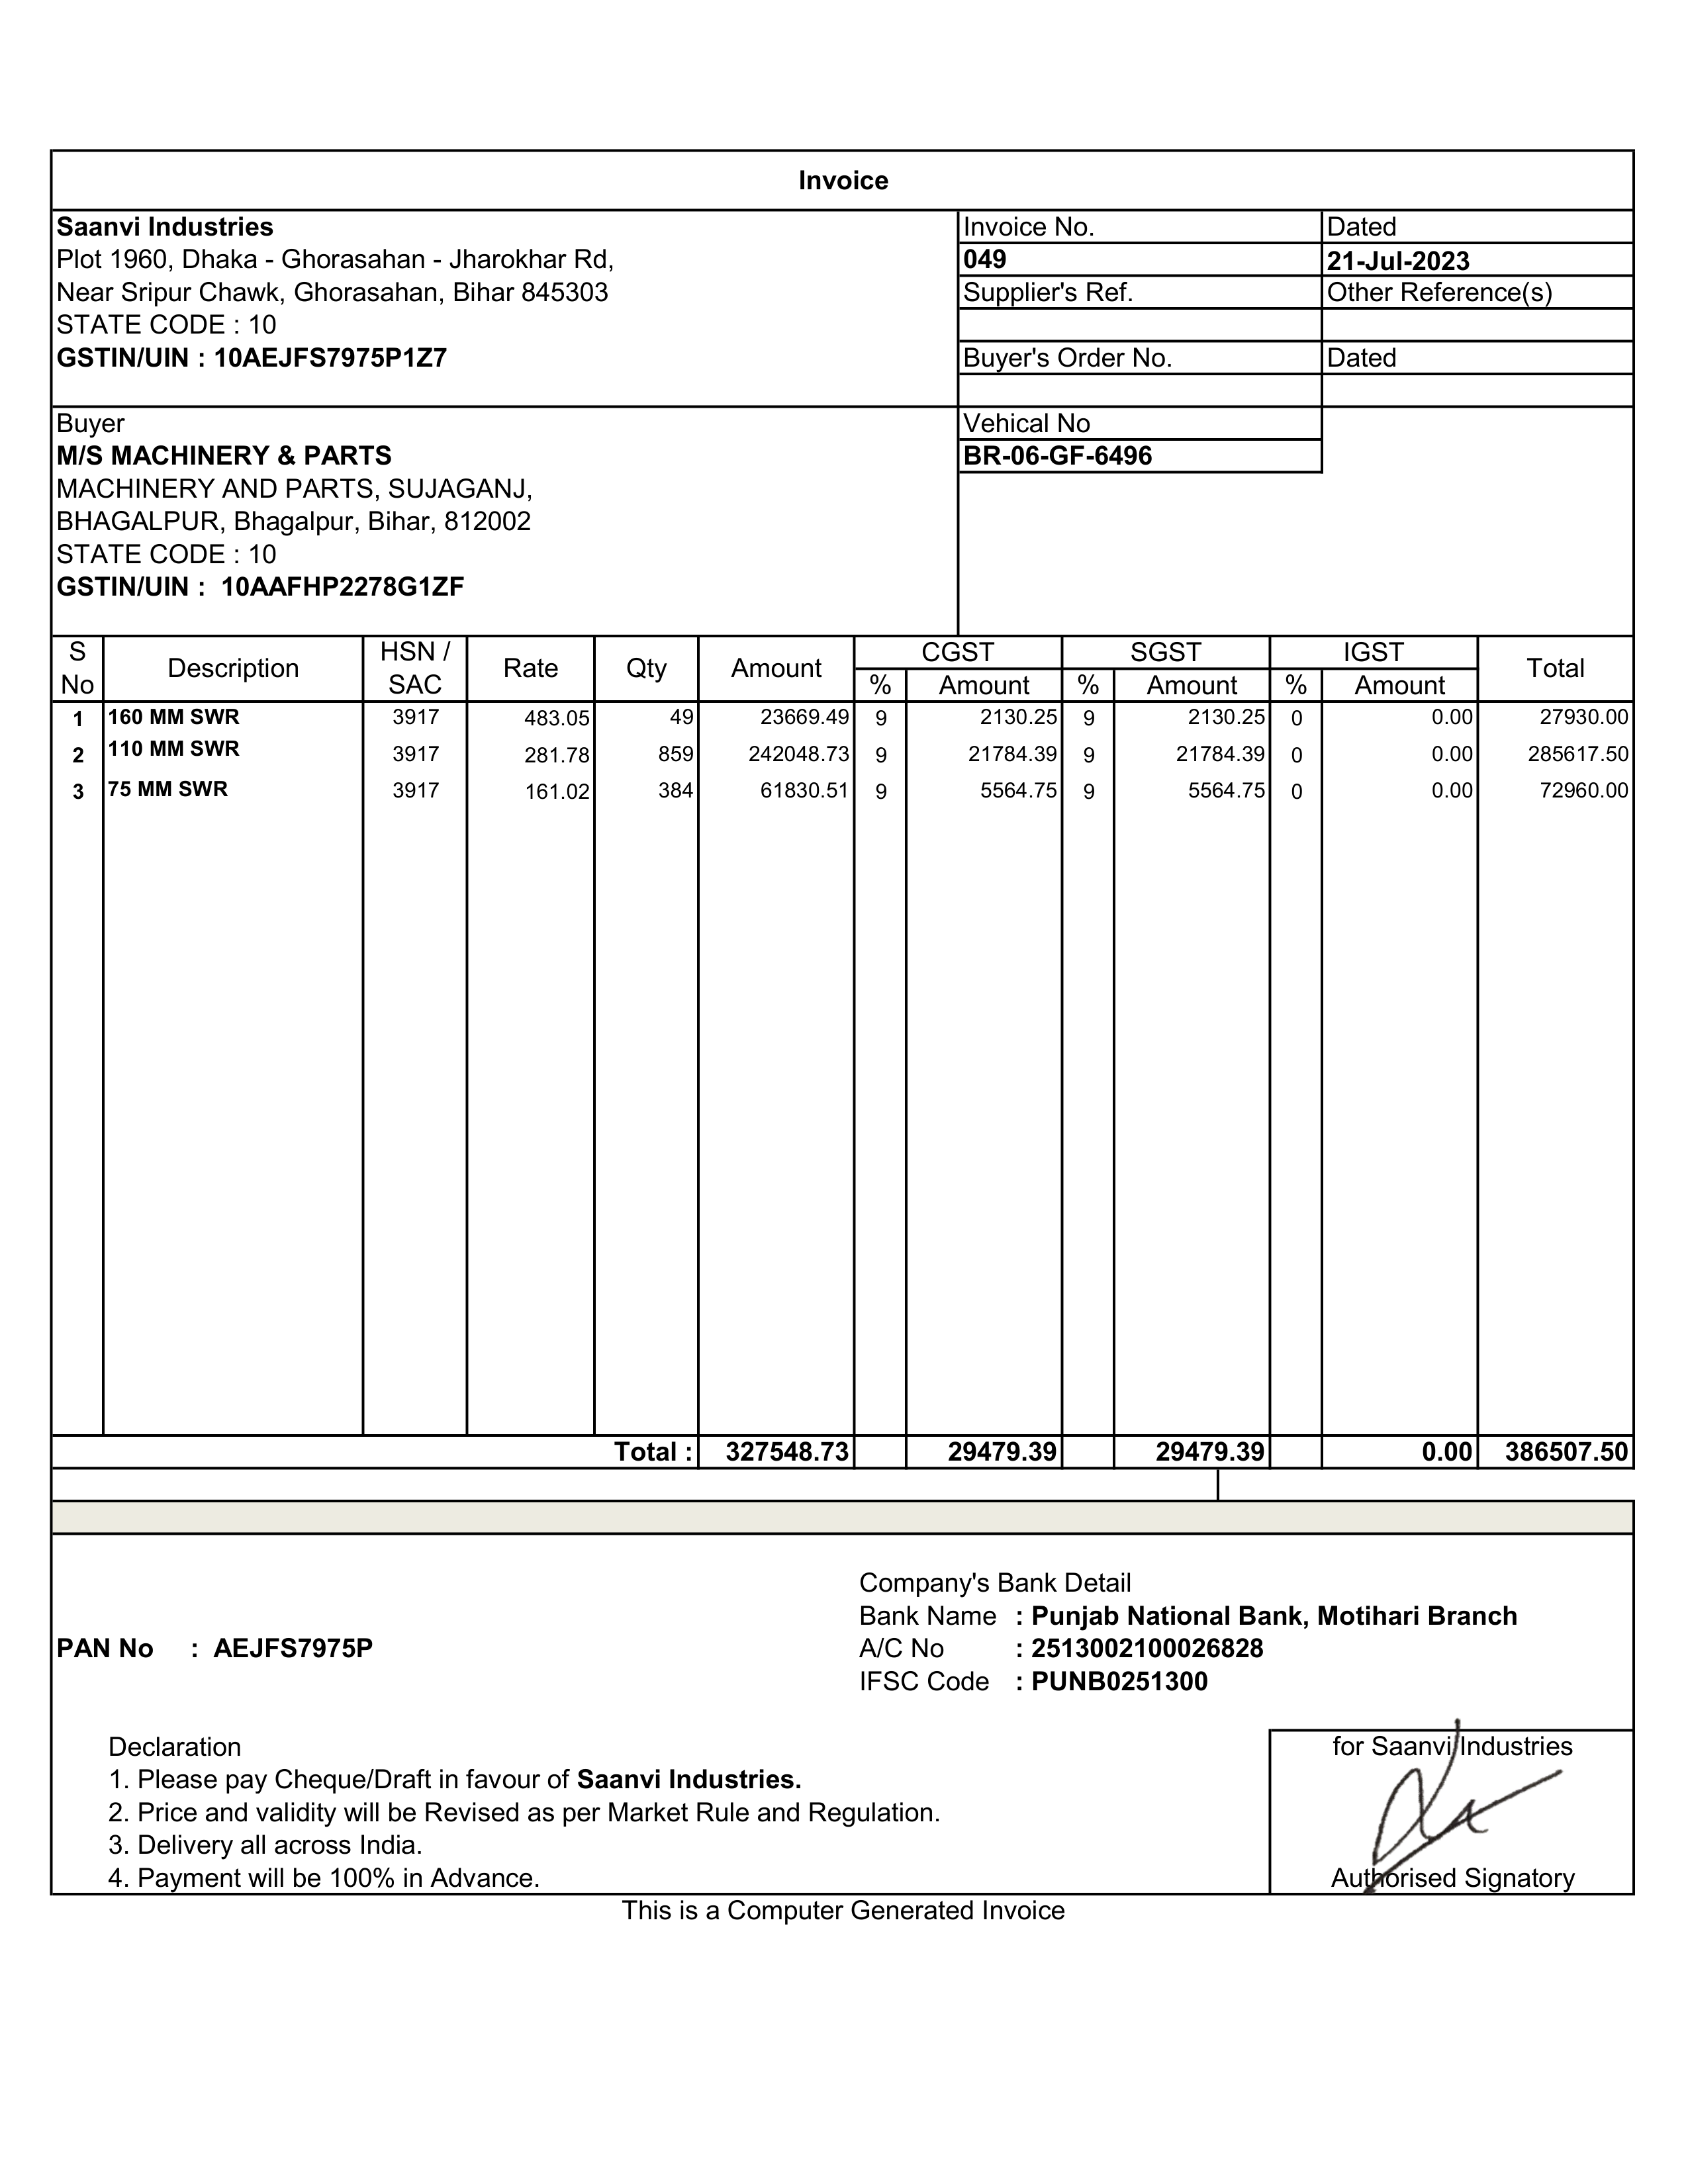 Invoice
Saanvi Industries
Plot 1960, Dhaka - Ghorasahan - Jharokhar Rd,
Near Sripur Chawk, Ghorasahan, Bihar 845303
STATE CODE : 10
GSTIN/UIN : 10AEJFS7975P1Z7
Invoice No. Dated
049 21-Jul-2023
Supplier's Ref. Other Reference(s)
Buyer's Order No. Dated
Buyer
M/S MACHINERY & PARTS
MACHINERY AND PARTS, SUJAGANJ,
BHAGALPUR, Bhagalpur, Bihar, 812002
STATE CODE : 10
GSTIN/UIN : 10AAFHP2278G1ZF
Vehical No
BR-06-GF-6496
S No Description HSN / SAC Rate Qty Amount CGST SGST IGST Total
% Amount % Amount % Amount
1 160 MM SWR 3917 483.05 49 23669.49 9 2130.25 9 2130.25 0 0.00 27930.00
2 110 MM SWR 3917 281.78 859 242048.73 9 21784.39 9 21784.39 0 0.00 285617.50
3 75 MM SWR 3917 161.02 384 61830.51 9 5564.75 9 5564.75 0 0.00 72960.00
Total : 327548.73 29479.39 29479.39 0.00 386507.50
Company's Bank Detail
Bank Name : Punjab National Bank, Motihari Branch
PAN No : AEJFS7975P A/C No : 2513002100026828
IFSC Code : PUNB0251300
Declaration
1. Please pay Cheque/Draft in favour of Saanvi Industries.
2. Price and validity will be Revised as per Market Rule and Regulation.
3. Delivery all across India.
4. Payment will be 100% in Advance.
for Saanvi Industries
Authorised Signatory
This is a Computer Generated Invoice